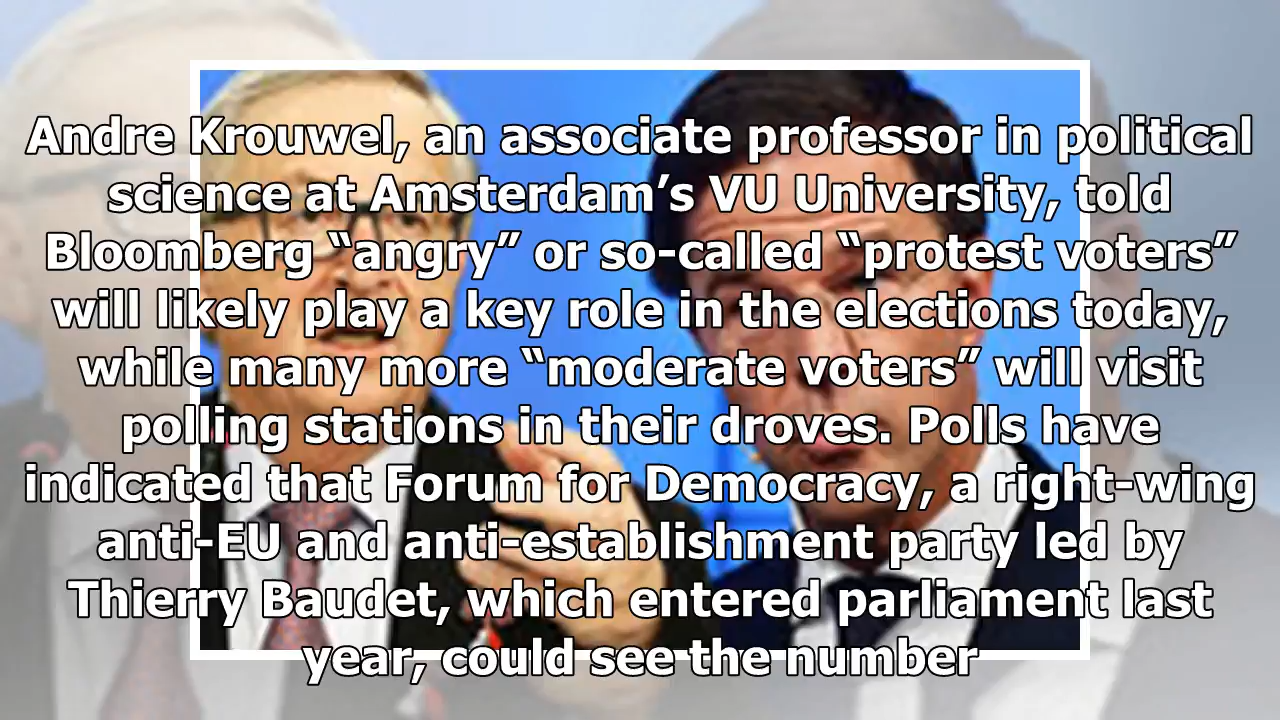 Andre Krouwel, an associate professor in political
science at Amsterdam’s VU University, told
Bloomberg “angry” or so-called “protest voters”
will likely play a key role in the elections today,
while many more “moderate voters” will visit
polling stations in their droves. Polls have
indicated that Forum for Democracy, a right-wing
anti-EU and anti-establishment party led by
Thierry Baudet, which entered parliament last
year, could see the number